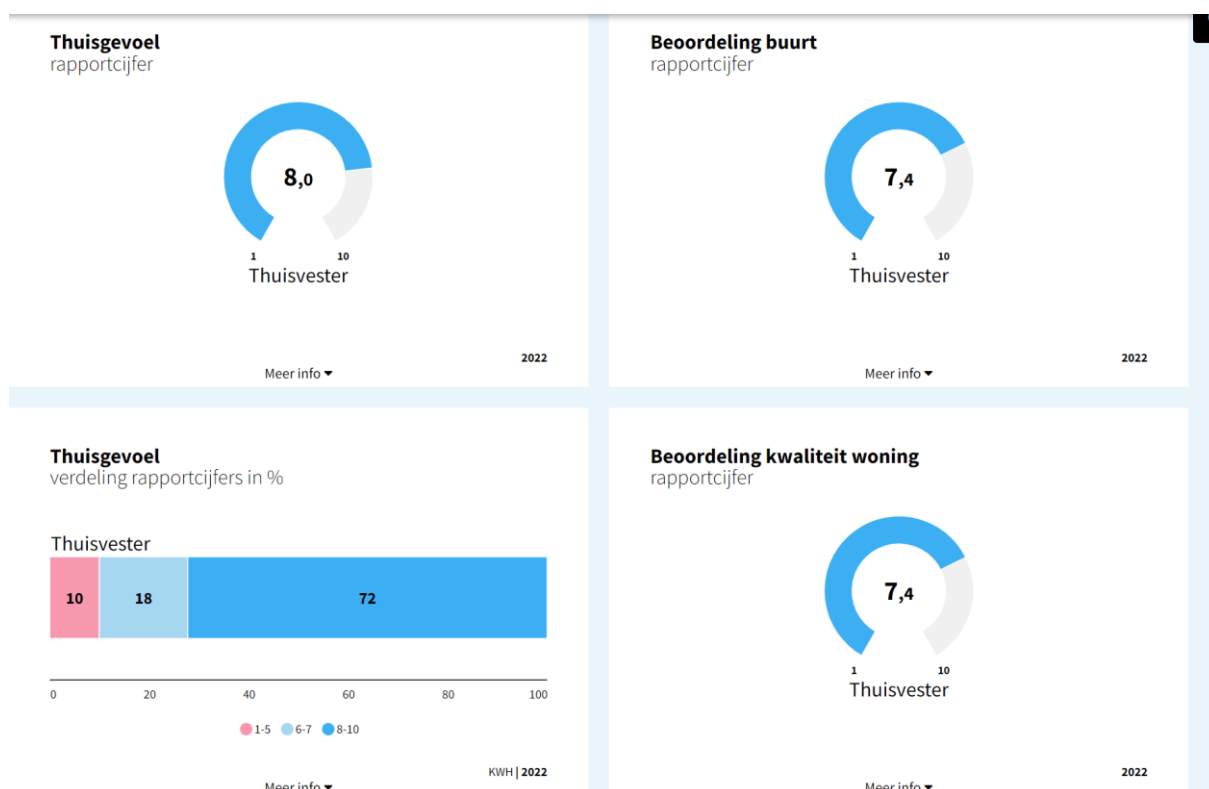 Thuisgevoel
rapportcijfer
8,0
1 10
Thuisvester
2022
Meer info
Beoordeling buurt
rapportcijfer
7,4
1 10
Thuisvester
2022
Meer info
Thuisgevoel
verdeling rapportcijfers in %
Thuisvester
10 18 72
0 20 40 60 80 100
1-5 6-7 8-10
KWH | 2022
Meer info
Beoordeling kwaliteit woning
rapportcijfer
7,4
1 10
Thuisvester
2022
Meer info